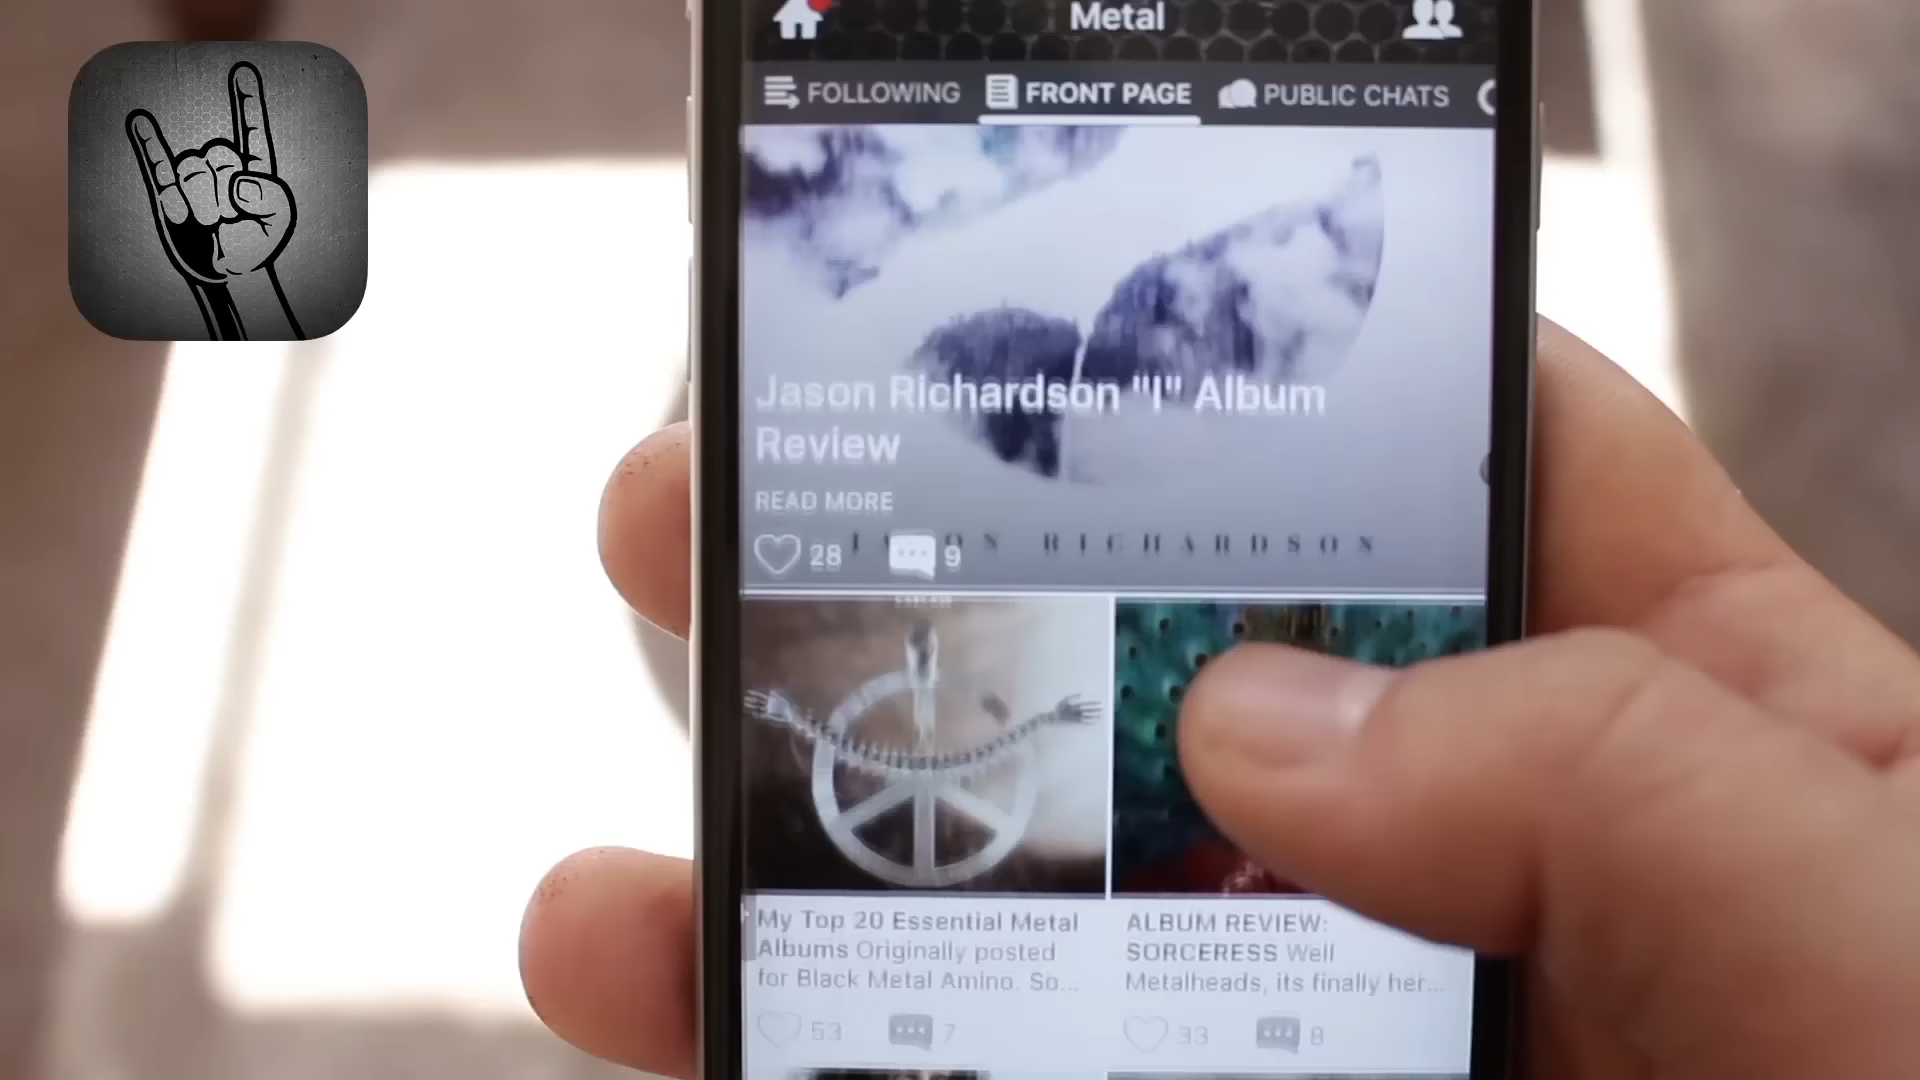 Metal
FOLLOWING FRONT PAGE PUBLIC CHATS
Jason Richardson "I" Album
Review
READ MORE
28 9
RICHARDSON
My Top 20 Essential Metal
Albums Originally posted
for Black Metal Amino. So...
53 7
ALBUM REVIEW:
SORCERESS Well
Metalheads, its finally her...
33 8